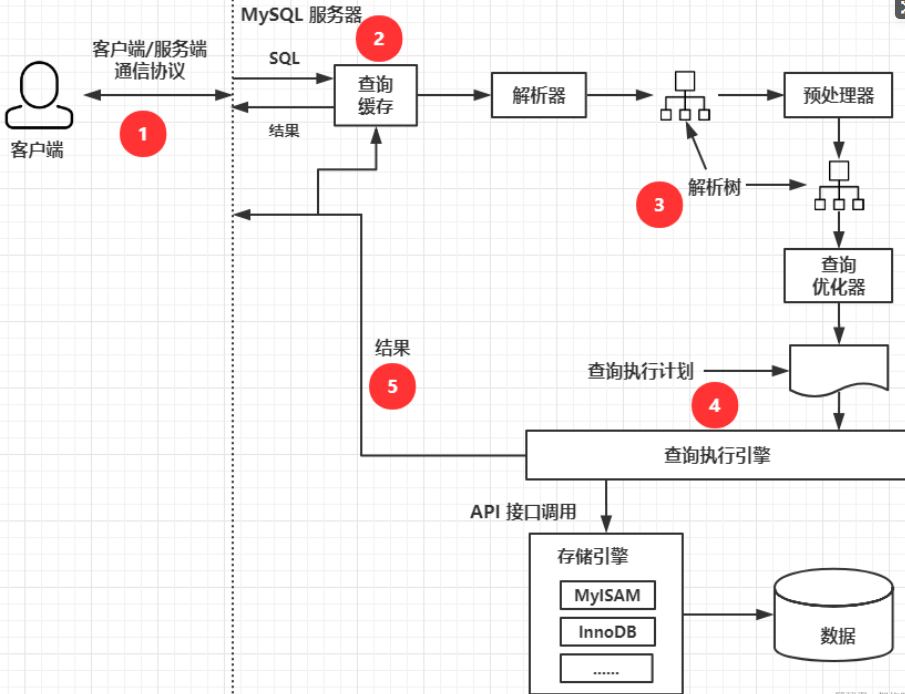 MySQL 服务器
2
客户端/服务端
通信协议
SQL
查询
缓存
解析器
预处理器
1
结果
客户端
解析树
3
查询
优化器
结果
5
查询执行计划
4
查询执行引擎
API 接口调用
存储引擎
MyISAM
InnoDB
......
数据